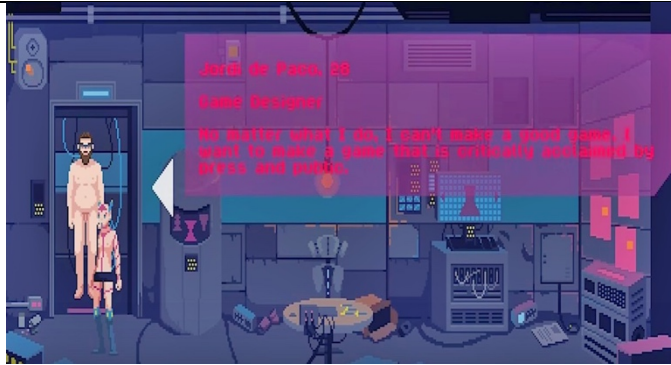 Jordi de Paco, 28
Game Designer
No matter what I do, I can't make a good game. I
want to make a game that is critically acclaimed by
press and public.